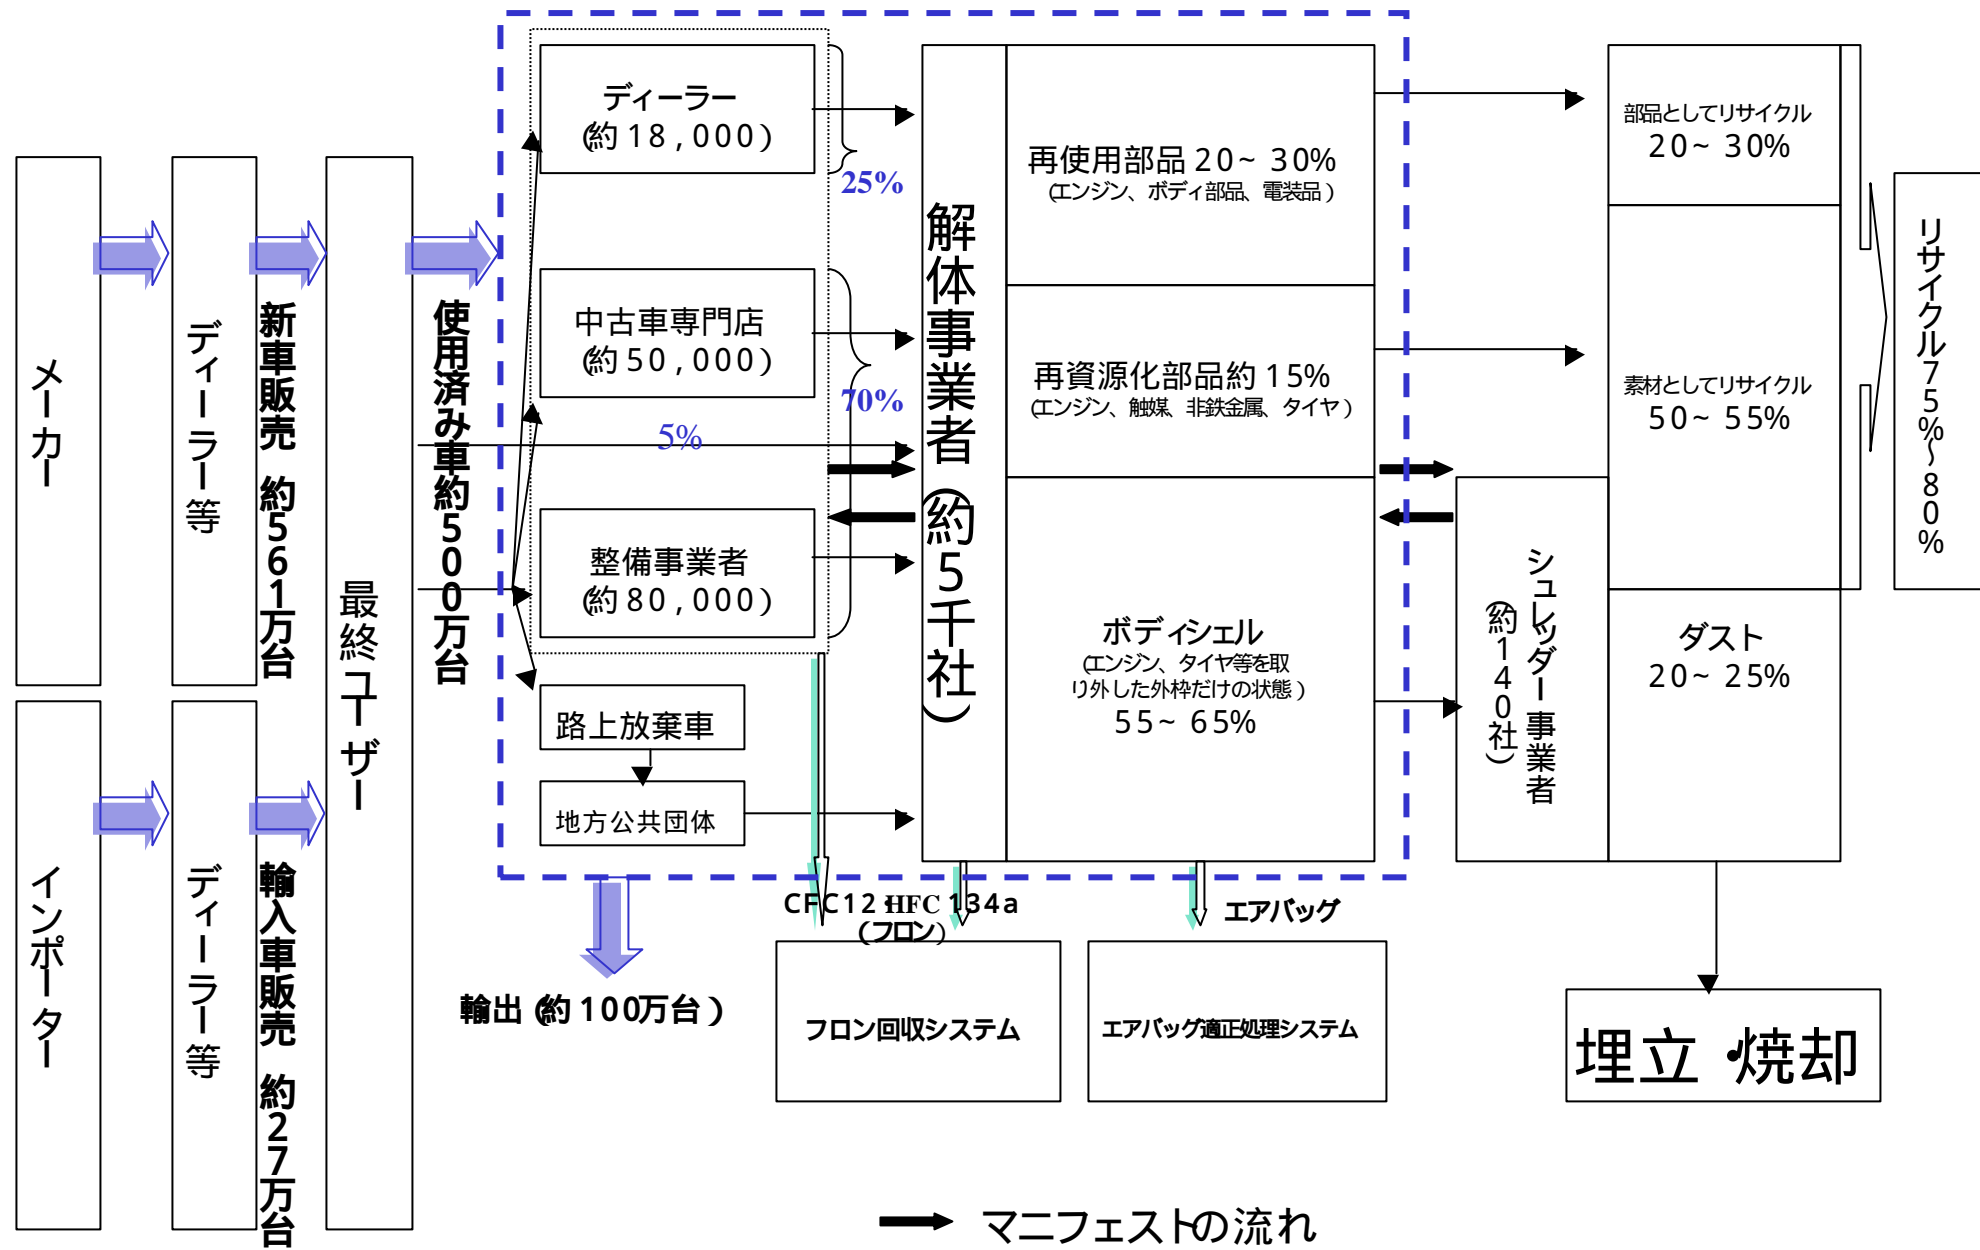 メーカー
インポーター
ディーラー等
ディーラー等
新車販売 約561万台
輸入車販売 約27万台
最終ユーザー
使用済み車約500万台
ディーラー
(約18,000)
25%
中古車専門店
(約50,000)
70%
5%
整備事業者
(約80,000)
路上放棄車
地方公共団体
解体事業者(約5千社)
再使用部品20~30%
(エンジン、ボディ部品、電装品)
再資源化部品約15%
(エンジン、触媒、非鉄金属、タイヤ)
ボディシェル
(エンジン、タイヤ等を取
り外した外枠だけの状態)
55~65%
シュレッダー事業者
(約140社)
部品としてリサイクル
20~30%
素材としてリサイクル
50~55%
ダスト
20~25%
リサイクル75%~80%
輸出(約100万台)
CFC12・HFC134a
(フロン)
エアバッグ
フロン回収システム
エアバッグ適正処理システム
埋立・焼却
マニフェストの流れ